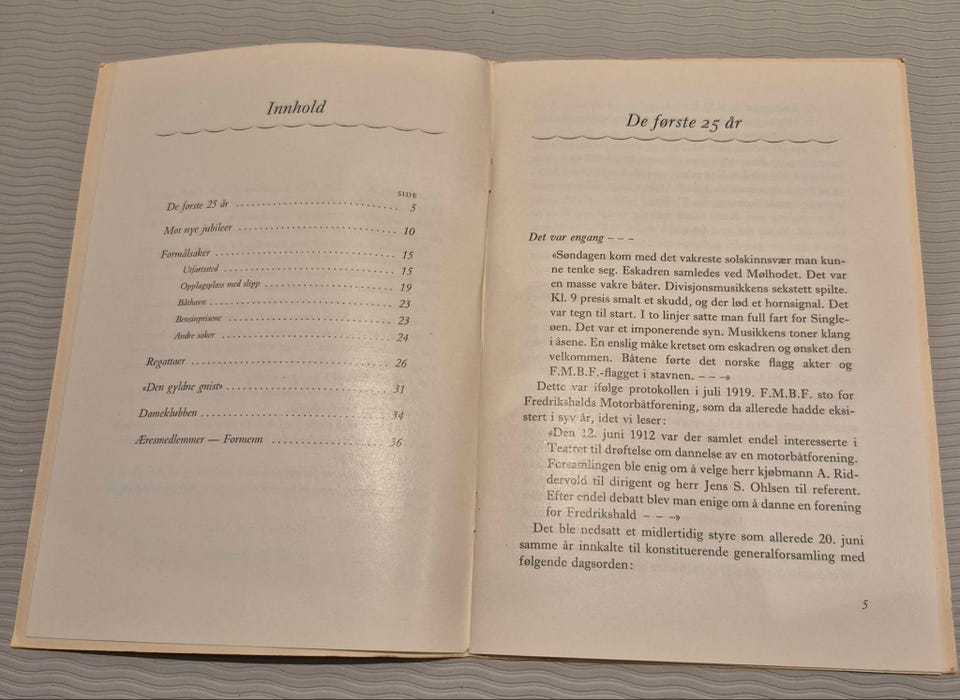 Innhold
SIDE
De første 25 år 5
Mot nye jubileer 10
Formålsaker 15
Utfartssted 15
Opplagsplass med slipp 19
Båthavn 23
Bensinprisene 23
Andre saker 24
Regattaer 26
«Den gyldne gnist» 31
Dameklubben 34
Æresmedlemmer — Formenn 36
De første 25 år
Det var engang – – –
«Søndagen kom med det vakreste solskinnsvær man kun-
ne tenke seg. Eskadren samledes ved Mølhodet. Det var
en masse vakre båter. Divisjonsmusikkens sekstett spilte.
Kl. 9 presis smalt et skudd, og der lød et hornsignal. Det
var tegn til start. I to linjer satte man full fart for Single-
øen. Det var et imponerende syn. Musikkens toner klang
i åsene. En enslig måke kretset om eskadren og ønsket den
velkommen. Båtene førte det norske flagg akter og
F.M.B.F.-flagget i stavnen. – – –»
Dette var ifølge protokollen i juli 1919. F.M.B.F. sto for
Fredrikshalds Motorbåtforening, som da allerede hadde eksi-
stert i syv år, idet vi leser:
«Den 12. juni 1912 var der samlet endel interesserte i
Teatret til drøftelse om dannelse av en motorbåtforening.
Forsamlingen ble enig om å velge herr kjøbmann A. Rid-
dervold til dirigent og herr Jens S. Ohlsen til referent.
Efter endel debatt blev man enige om å danne en forening
for Fredrikshald – – –»
Det ble nedsatt et midlertidig styre som allerede 20. juni
samme år innkalte til konstituerende generalforsamling med
følgende dagsorden:
5